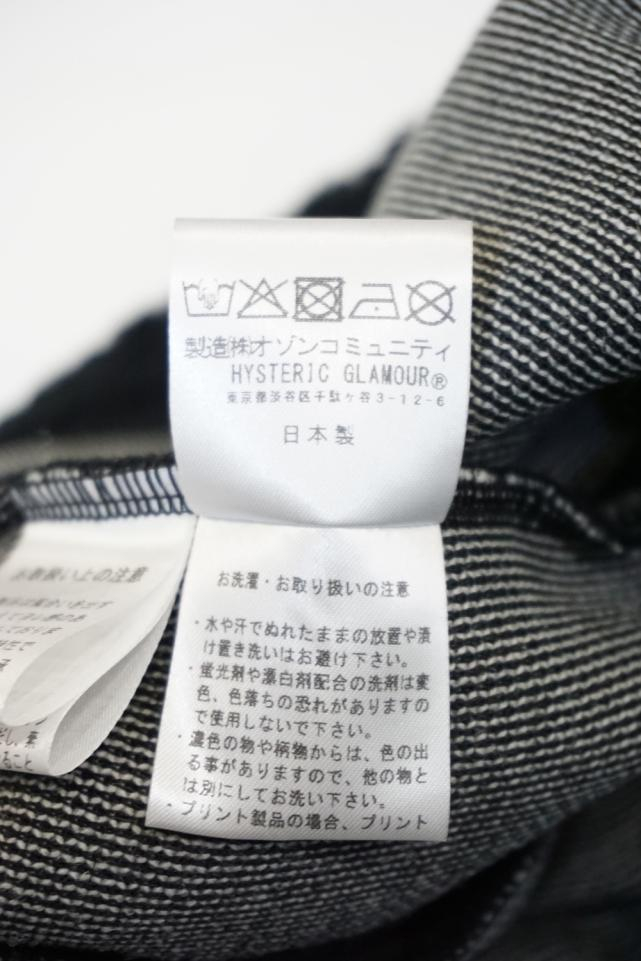 製造(株)オゾンコミュニティ
HYSTERIC GLAMOUR®
東京都渋谷区千駄ヶ谷3-12-6
日本製
お洗濯・お取り扱いの注意
・水や汗でぬれたままの放置や漬
け置き洗いはお避け下さい。
・蛍光剤や漂白剤配合の洗剤は変
色、色落ちの恐れがありますの
で使用しないで下さい。
・濃色の物や柄物からは、色の出
る事がありますので、他の物と
は別にしてお洗い下さい。
・プリント製品の場合、プリント
お取扱い上の注意